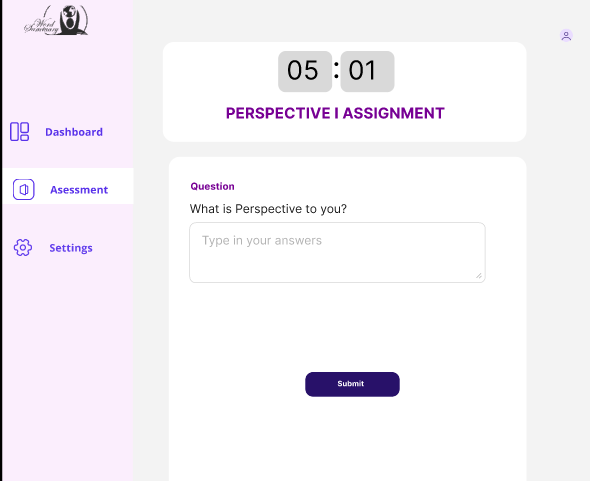 Word
Sanctuary
05 : 01
PERSPECTIVE I ASSIGNMENT
Dashboard
Asessment
Settings
Question
What is Perspective to you?
Type in your answers
Submit